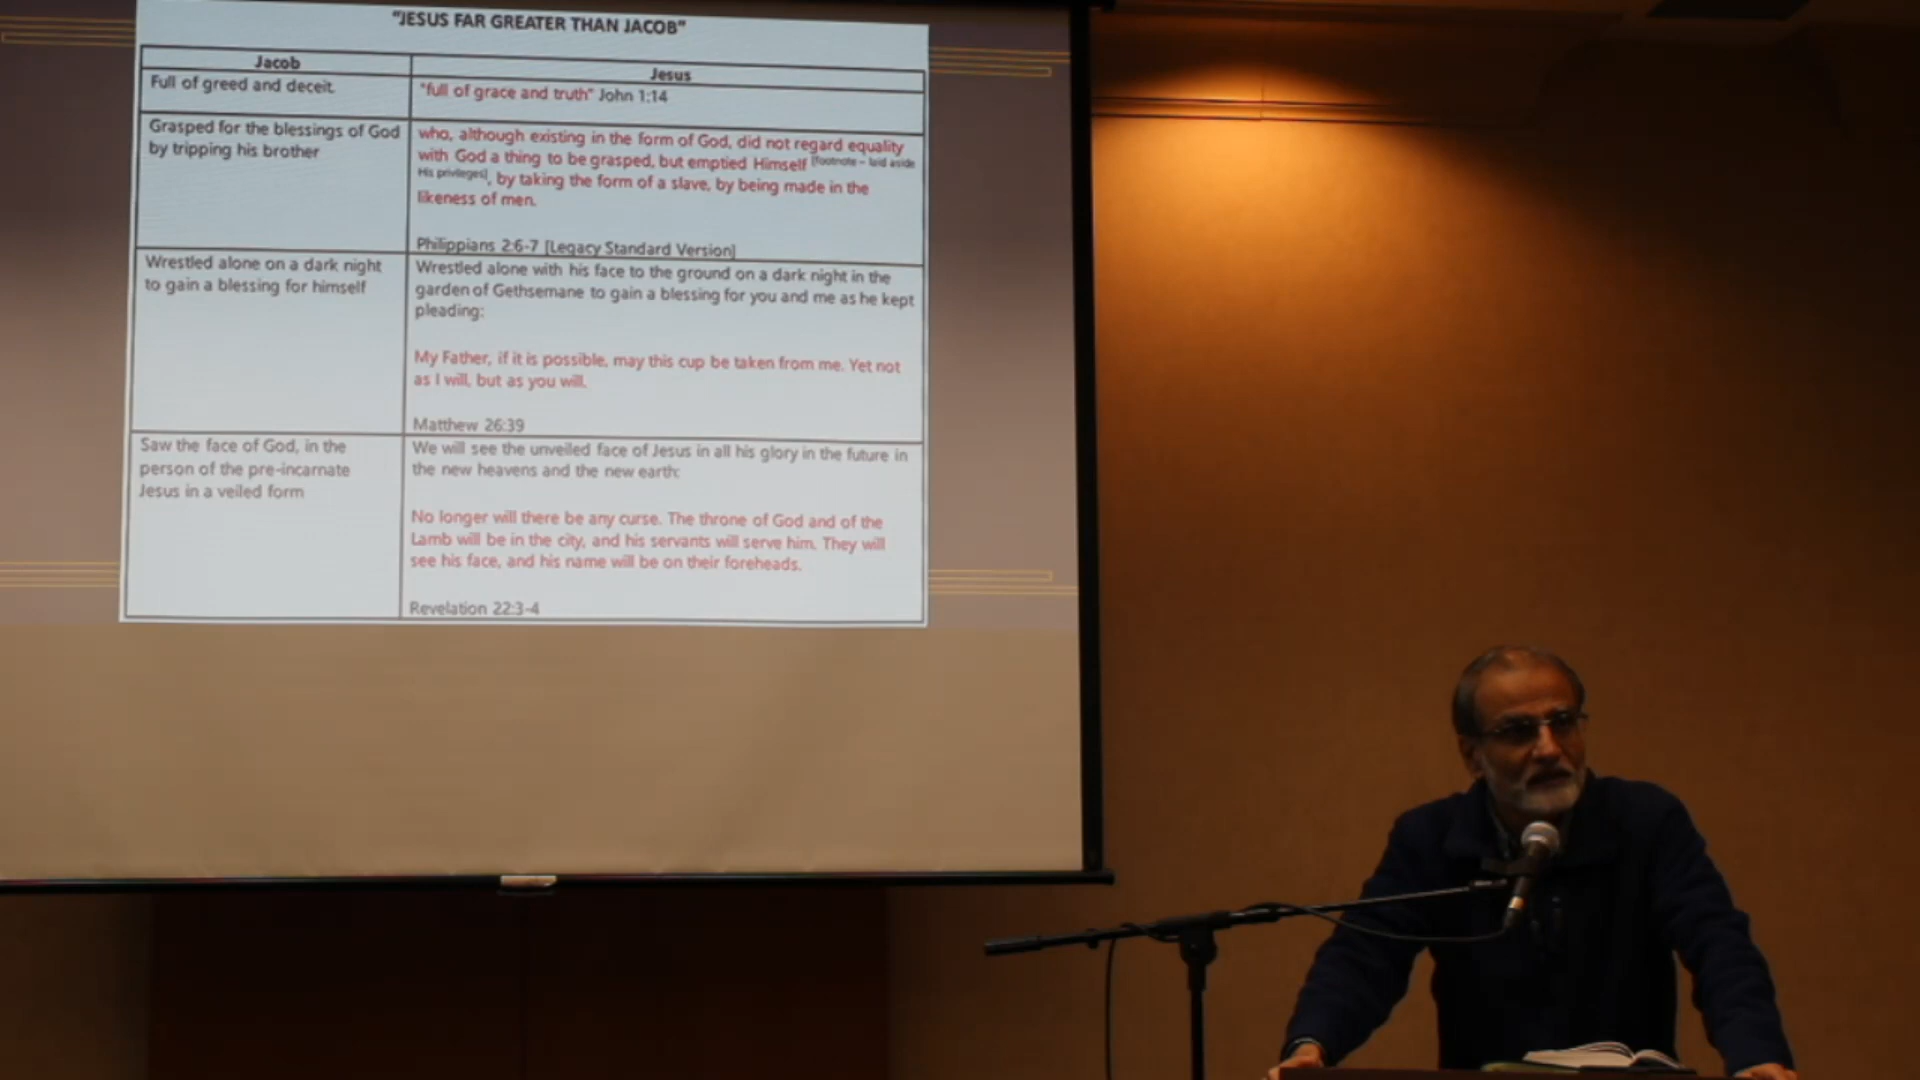 "JESUS FAR GREATER THAN JACOB"
Jacob
Jesus
Full of greed and deceit.
"full of grace and truth" John 1:14
Grasped for the blessings of God
by tripping his brother
who, although existing in the form of God, did not regard equality
with God a thing to be grasped, but emptied Himself [footnote – laid aside
His privileges], by taking the form of a slave, by being made in the
likeness of men.
Philippians 2:6-7 [Legacy Standard Version]
Wrestled alone on a dark night
to gain a blessing for himself
Wrestled alone with his face to the ground on a dark night in the
garden of Gethsemane to gain a blessing for you and me as he kept
pleading:
My Father, if it is possible, may this cup be taken from me. Yet not
as I will, but as you will.
Matthew 26:39
Saw the face of God, in the
person of the pre-incarnate
Jesus in a veiled form
We will see the unveiled face of Jesus in all his glory in the future in
the new heavens and the new earth:
No longer will there be any curse. The throne of God and of the
Lamb will be in the city, and his servants will serve him. They will
see his face, and his name will be on their foreheads.
Revelation 22:3-4